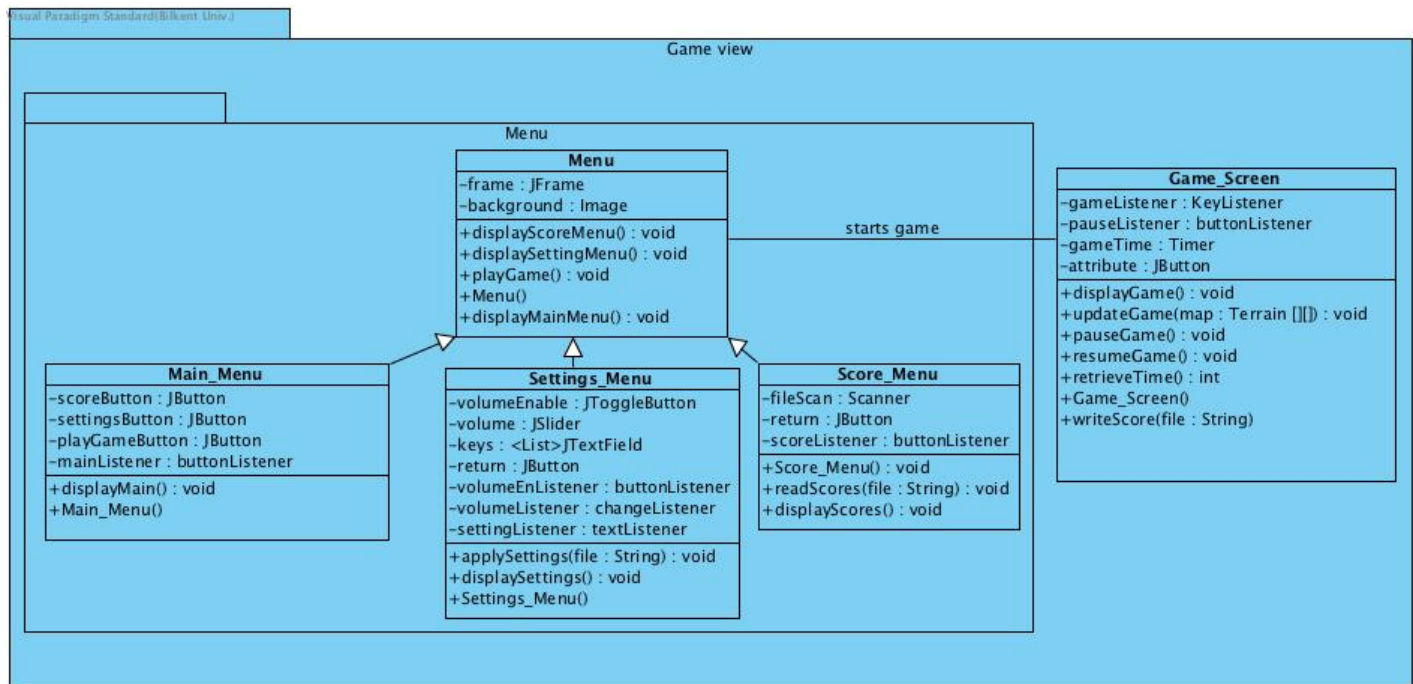 Visual Paradigm Standard(Bilkent Univ.)
Game view
Menu
Menu
-frame : JFrame
-background : Image
+displayScoreMenu() : void
+displaySettingMenu() : void
+playGame() : void
+Menu()
+displayMainMenu() : void
starts game
Game_Screen
-gameListener : KeyListener
-pauseListener : buttonListener
-gameTime : Timer
-attribute : JButton
+displayGame() : void
+updateGame(map : Terrain [][]) : void
+pauseGame() : void
+resumeGame() : void
+retrieveTime() : int
+Game_Screen()
+writeScore(file : String)
Main_Menu
-scoreButton : JButton
-settingsButton : JButton
-playGameButton : JButton
-mainListener : buttonListener
+displayMain() : void
+Main_Menu()
Settings_Menu
-volumeEnable : JToggleButton
-volume : JSlider
-keys : <List>JTextField
-return : JButton
-volumeEnListener : buttonListener
-volumeListener : changeListener
-settingListener : textListener
+applySettings(file : String) : void
+displaySettings() : void
+Settings_Menu()
Score_Menu
-fileScan : Scanner
-return : JButton
-scoreListener : buttonListener
+Score_Menu() : void
+readScores(file : String) : void
+displayScores() : void